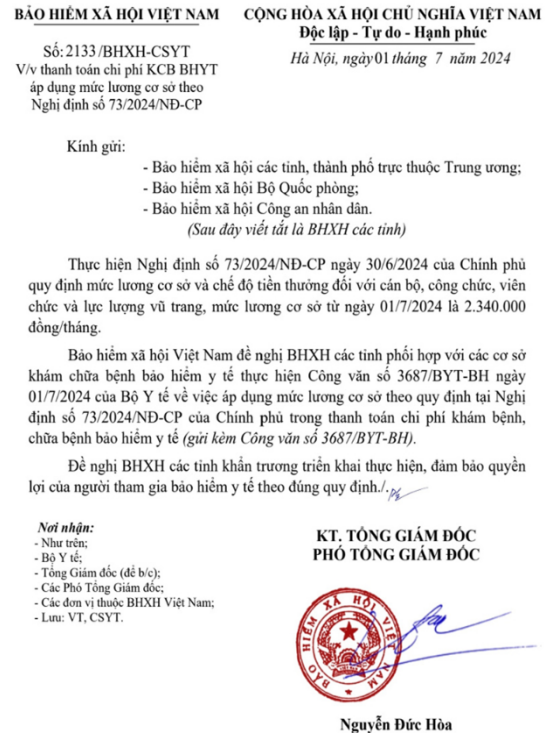 BẢO HIỂM XÃ HỘI VIỆT NAM
CỘNG HÒA XÃ HỘI CHỦ NGHĨA VIỆT NAM
Độc lập - Tự do - Hạnh phúc
Số: 2133 /BHXH-CSYT
V/v thanh toán chi phí KCB BHYT
áp dụng mức lương cơ sở theo
Nghị định số 73/2024/NĐ-CP
Hà Nội, ngày 01 tháng 7 năm 2024
Kính gửi:
- Bảo hiểm xã hội các tỉnh, thành phố trực thuộc Trung ương;
- Bảo hiểm xã hội Bộ Quốc phòng;
- Bảo hiểm xã hội Công an nhân dân.
(Sau đây viết tắt là BHXH các tỉnh)
Thực hiện Nghị định số 73/2024/NĐ-CP ngày 30/6/2024 của Chính phủ
quy định mức lương cơ sở và chế độ tiền thưởng đối với cán bộ, công chức, viên
chức và lực lượng vũ trang, mức lương cơ sở từ ngày 01/7/2024 là 2.340.000
đồng/tháng.
Bảo hiểm xã hội Việt Nam đề nghị BHXH các tỉnh phối hợp với các cơ sở
khám chữa bệnh bảo hiểm y tế thực hiện Công văn số 3687/BYT-BH ngày
01/7/2024 của Bộ Y tế về việc áp dụng mức lương cơ sở theo quy định tại Nghị
định số 73/2024/NĐ-CP của Chính phủ trong thanh toán chi phí khám bệnh,
chữa bệnh bảo hiểm y tế (gửi kèm Công văn số 3687/BYT-BH).
Đề nghị BHXH các tỉnh khẩn trương triển khai thực hiện, đảm bảo quyền
lợi của người tham gia bảo hiểm y tế theo đúng quy định./.
Nơi nhận:
- Như trên;
- Bộ Y tế;
- Tổng Giám đốc (để b/c);
- Các Phó Tổng Giám đốc;
- Các đơn vị thuộc BHXH Việt Nam;
- Lưu: VT, CSYT.
KT. TỔNG GIÁM ĐỐC
PHÓ TỔNG GIÁM ĐỐC
BẢO HIỂM XÃ HỘI VIỆT NAM
Nguyễn Đức Hòa